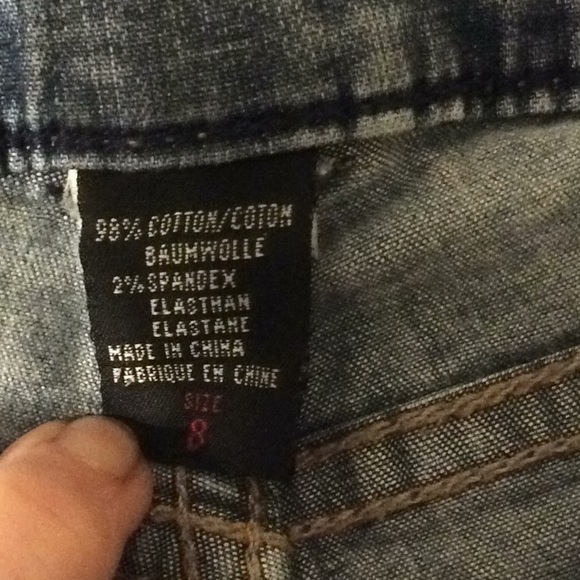 98% COTTON/COTON
BAUMWOLLE
2% SPANDEX
ELASTHAN
ELASTANE
MADE IN CHINA
FABRIQUE EN CHINE
SIZE
8